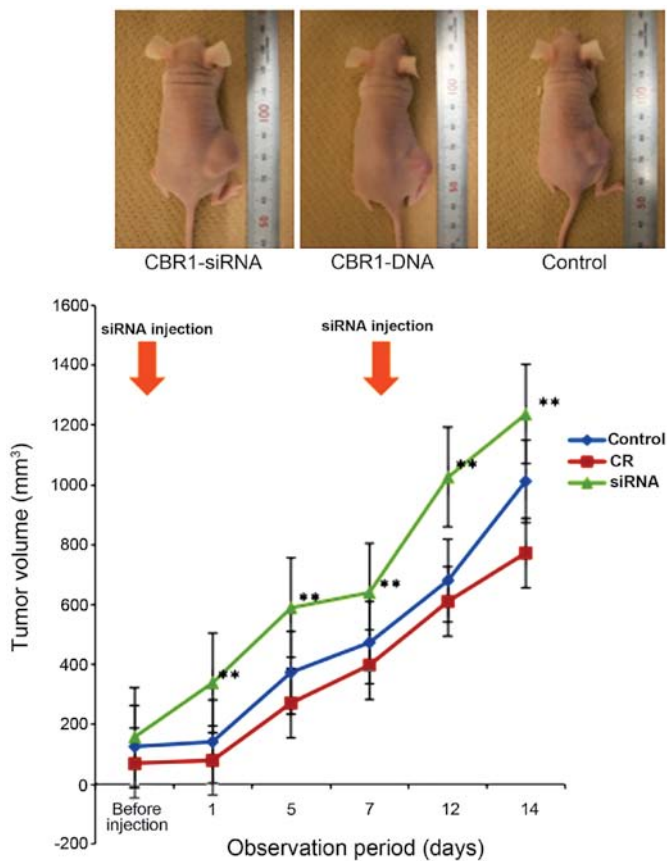 CBR1-siRNA
CBR1-DNA
Control
1600
siRNA injection
siRNA injection
1400
1200
1000
800
600
400
200
0
-200
Tumor volume (mm³)
**
**
**
**
**
Control
CR
siRNA
Before injection
1
5
7
12
14
Observation period (days)
100
50
100
50
100
50